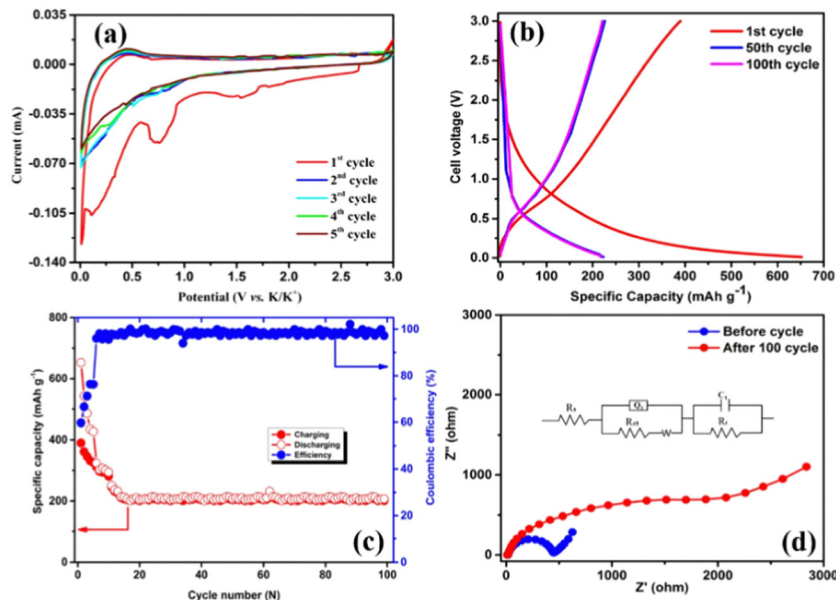 (a)
0.035
0.000
-0.035
-0.070
-0.105
-0.140
Current (mA)
1st cycle
2nd cycle
3rd cycle
4th cycle
5th cycle
0.0 0.5 1.0 1.5 2.0 2.5 3.0
Potential (V vs. K/K+)
(b)
3.0
2.5
2.0
1.5
1.0
0.5
0.0
Cell voltage (V)
1st cycle
50th cycle
100th cycle
0 100 200 300 400 500 600 700
Specific Capacity (mAh g-1)
800
600
400
200
0
Specific capacity (mAh g-1)
Charging
Discharging
Efficiency
100
80
60
40
20
0
Coulombic efficiency (%)
(c)
0 20 40 60 80 100
Cycle number (N)
3000
2500
2000
1500
1000
500
0
Z" (ohm)
Before cycle
After 100 cycle
Q1
C1
W
(d)
0 1000 2000 3000
Z' (ohm)